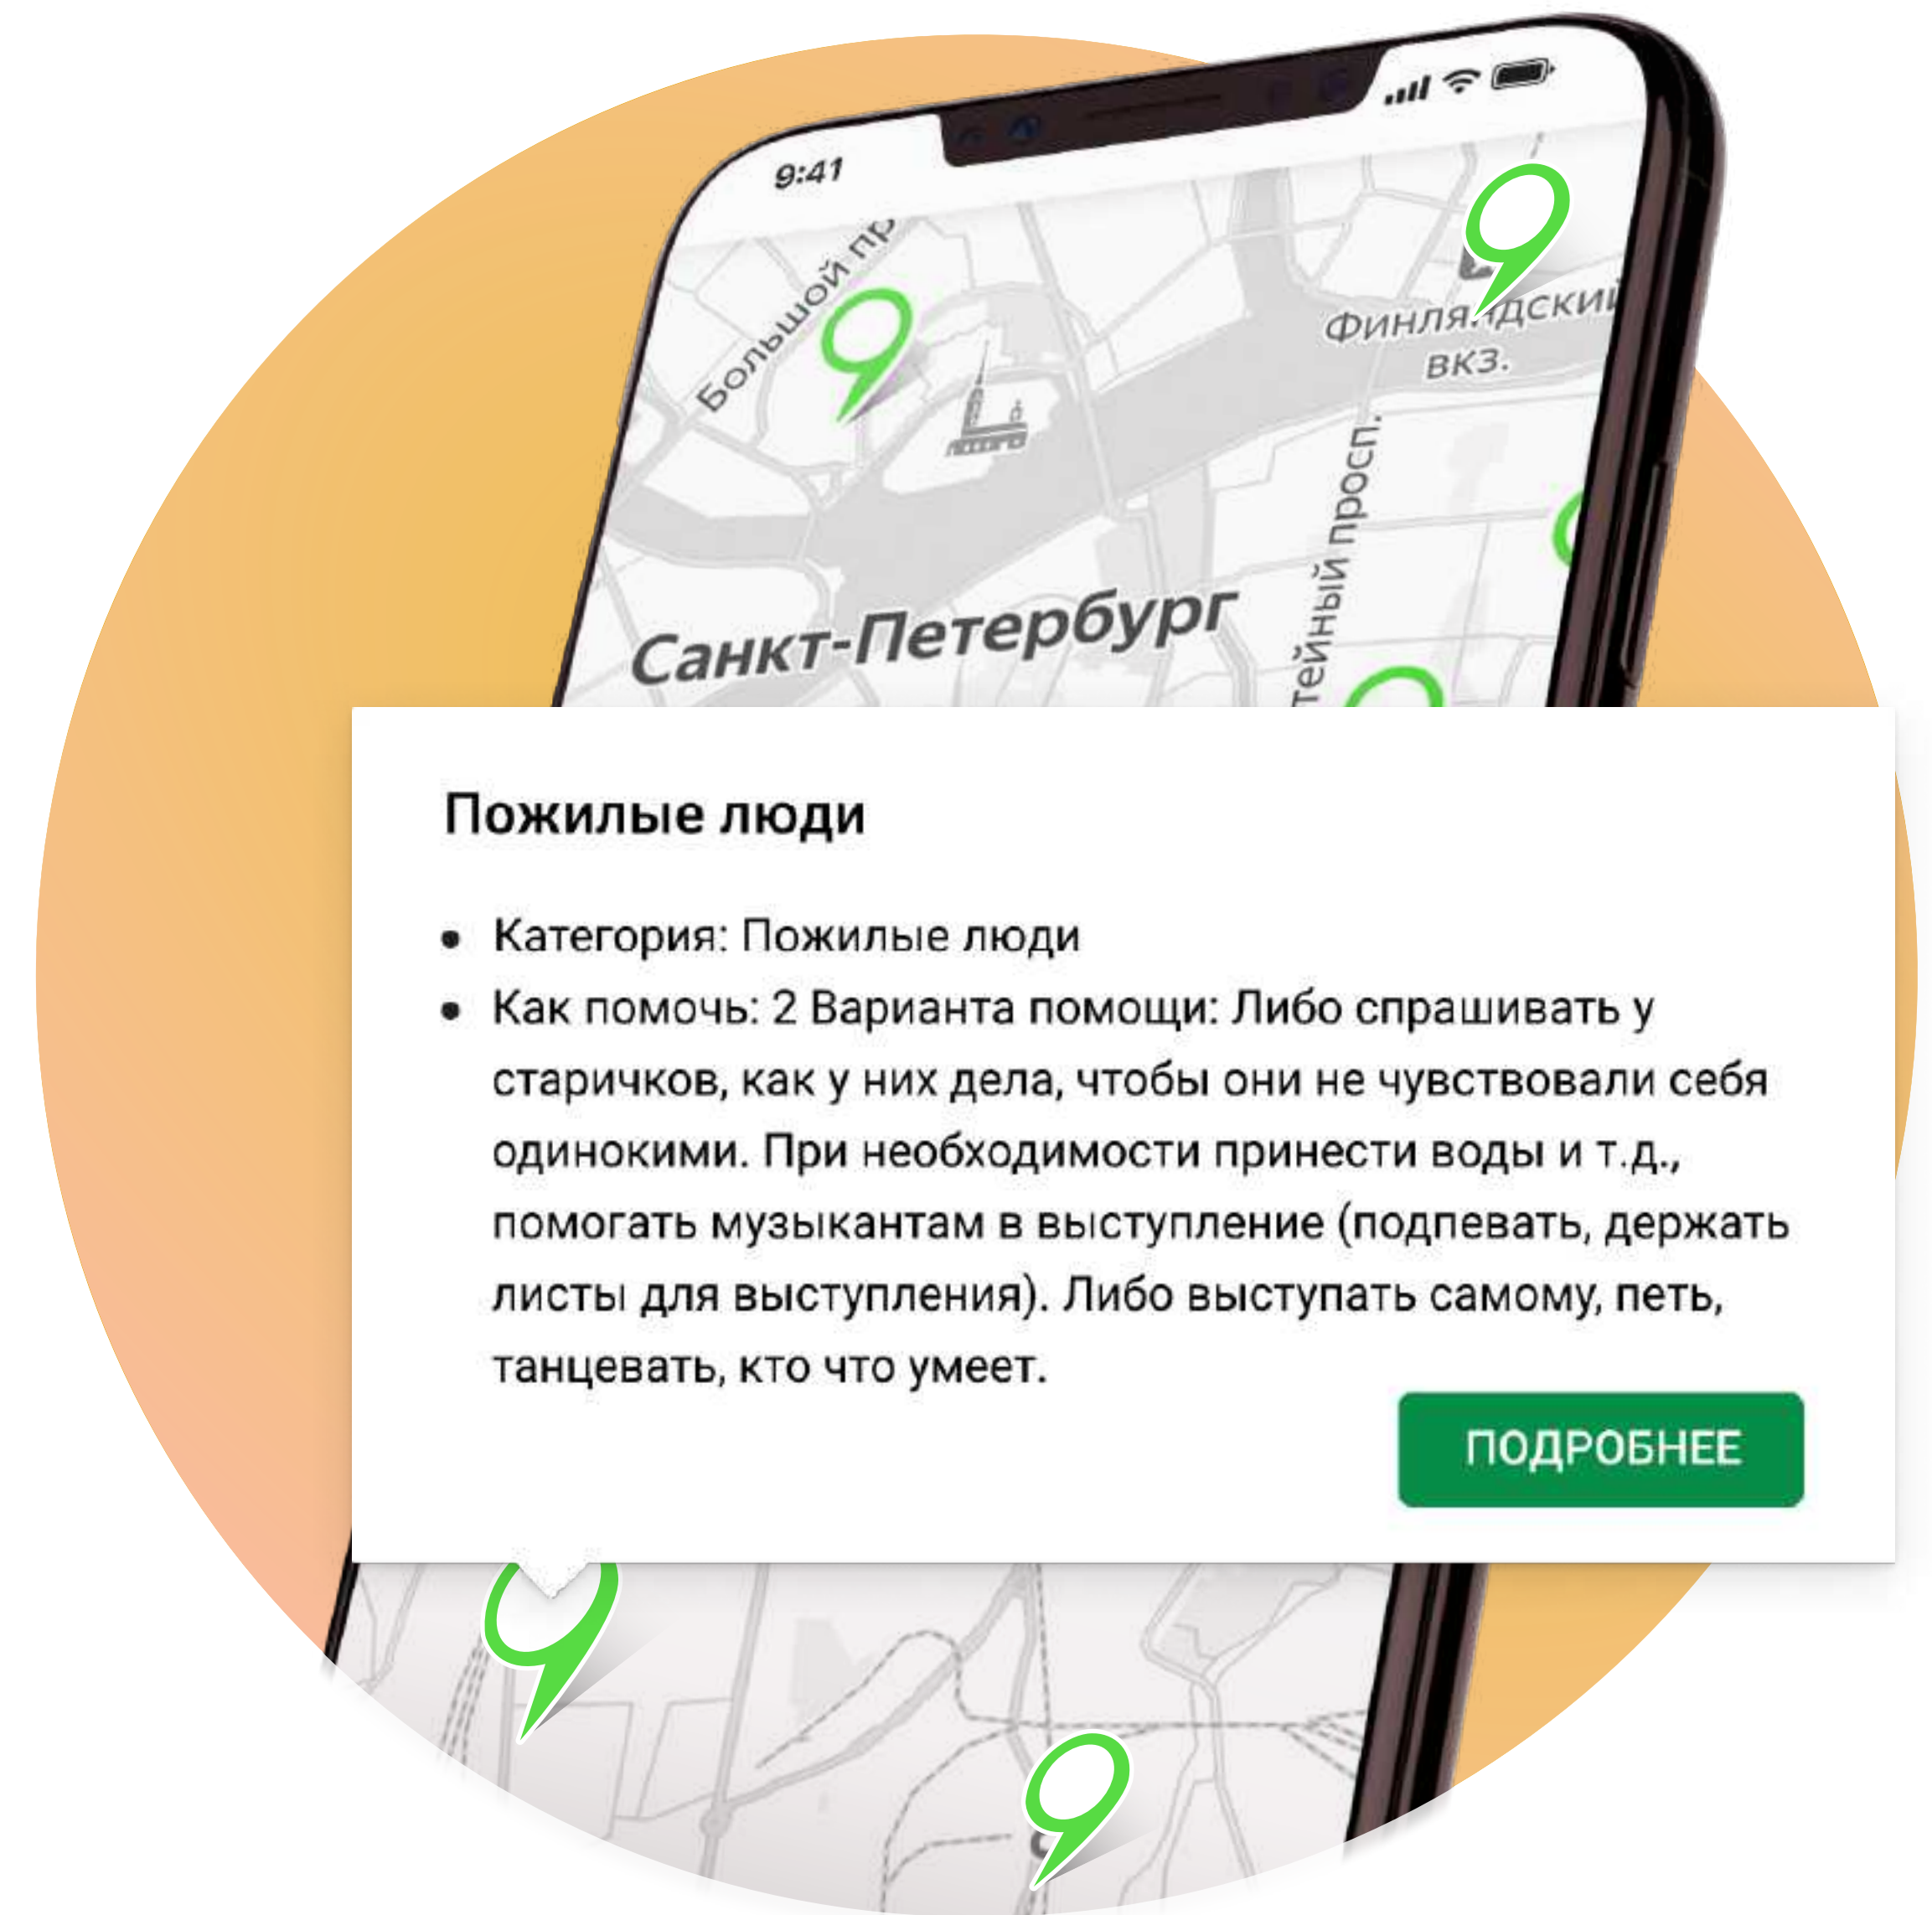 9:41
Большой пр
Финляндский
вкз.
тейный просп.
Санкт-Петербург
Пожилые люди
• Категория: Пожилые люди
• Как помочь: 2 Варианта помощи: Либо спрашивать у
старичков, как у них дела, чтобы они не чувствовали себя
одинокими. При необходимости принести воды и т.д.,
помогать музыкантам в выступление (подпевать, держать
листы для выступления). Либо выступать самому, петь,
танцевать, кто что умеет.
ПОДРОБНЕЕ